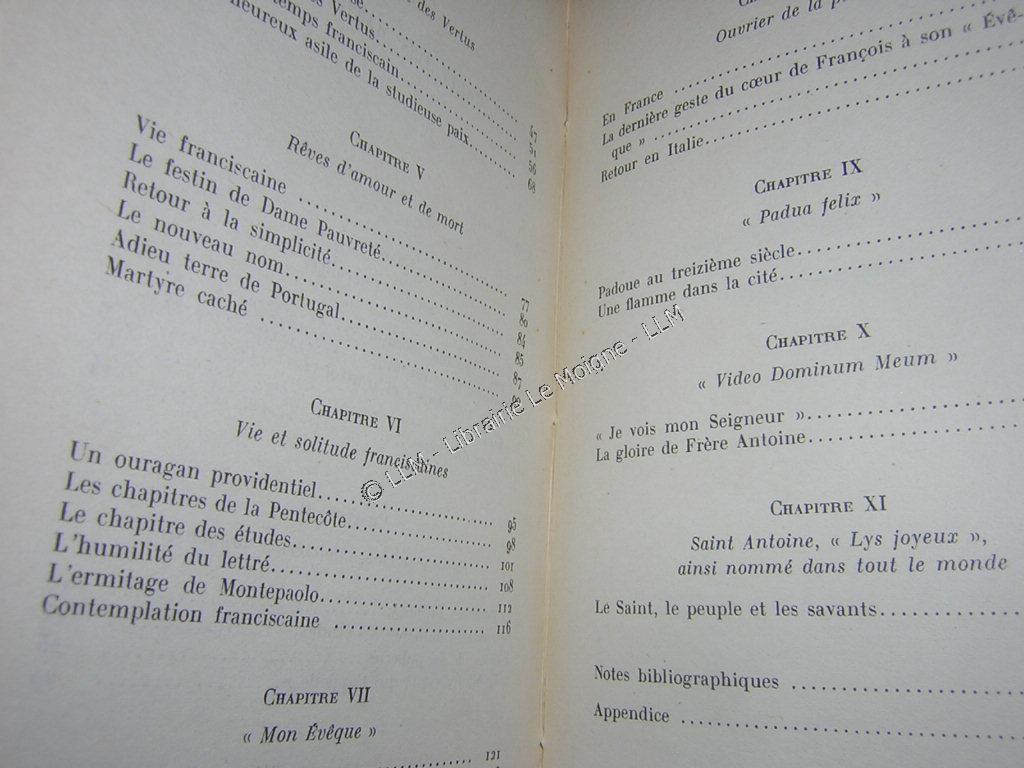 des Vertus
Vertus.
temps franciscain
heureux asile de la studieuse paix
47
51
56
68
CHAPITRE V
Rêves d'amour et de mort
Vie franciscaine 77
Le festin de Dame Pauvreté 80
Retour à la simplicité 84
Le nouveau nom 85
Adieu terre de Portugal 87
Martyre caché
CHAPITRE VI
Vie et solitude franciscaines
Un ouragan providentiel 95
Les chapitres de la Pentecôte 98
Le chapitre des études 101
L'humilité du lettré 108
L'ermitage de Montepaolo 112
Contemplation franciscaine 116
CHAPITRE VII
« Mon Évêque »
121
Ouvrier de la
En France
La dernière geste du cœur de François à son « Évê-
que »
Retour en Italie
CHAPITRE IX
« Padua felix »
Padoue au treizième siècle
Une flamme dans la cité
CHAPITRE X
« Video Dominum Meum »
« Je vois mon Seigneur »
La gloire de Frère Antoine
CHAPITRE XI
Saint Antoine, « Lys joyeux »,
ainsi nommé dans tout le monde
Le Saint, le peuple et les savants
Notes bibliographiques
Appendice
© LLM - Librairie Le Moigne - LLM